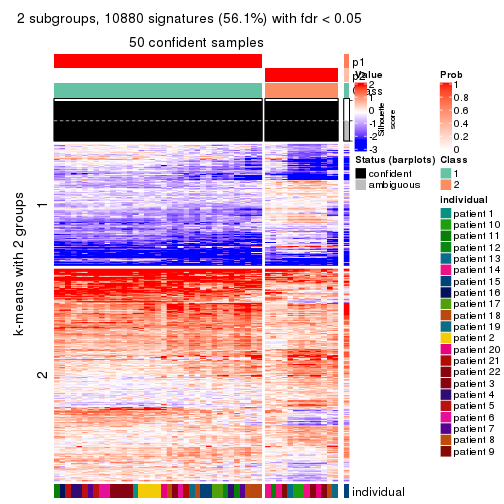 2 subgroups, 10880 signatures (56.1%) with fdr < 0.05
50 confident samples
p1
p2
Class
Silhouette
score
k-means with 2 groups
1
2
individual
Value
2
1
0
-1
-2
-3
Prob
1
0.8
0.6
0.4
0.2
0
Status (barplots)
confident
ambiguous
Class
1
2
Individual
patient 1
patient 10
patient 11
patient 12
patient 13
patient 14
patient 15
patient 16
patient 17
patient 18
patient 19
patient 2
patient 20
patient 21
patient 22
patient 3
patient 4
patient 5
patient 6
patient 7
patient 8
patient 9